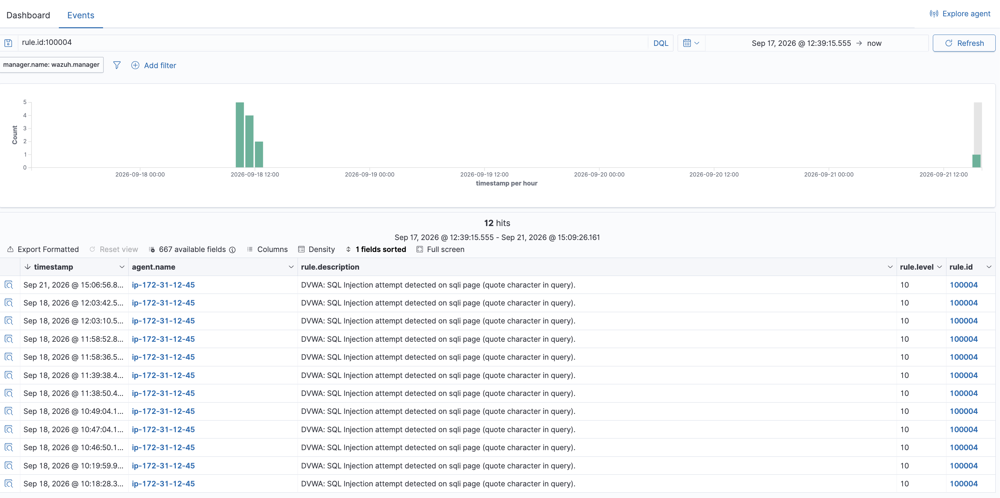 Dashboard Events Explore agent
rule.id:100004 DQL Sep 17, 2026 @ 12:39:15.555 → now Refresh
manager.name: wazuh.manager Add filter
Count
5
4
3
2
1
0
2026-09-18 00:00 2026-09-18 12:00 2026-09-19 00:00 2026-09-19 12:00 2026-09-20 00:00 2026-09-20 12:00 2026-09-21 00:00 2026-09-21 12:00
timestamp per hour
12 hits
Sep 17, 2026 @ 12:39:15.555 - Sep 21, 2026 @ 15:09:26.161
Export Formatted Reset view 667 available fields Columns Density 1 fields sorted Full screen
timestamp agent.name rule.description rule.level rule.id
Sep 21, 2026 @ 15:06:56.8... ip-172-31-12-45 DVWA: SQL Injection attempt detected on sqli page (quote character in query). 10 100004
Sep 18, 2026 @ 12:03:42.5... ip-172-31-12-45 DVWA: SQL Injection attempt detected on sqli page (quote character in query). 10 100004
Sep 18, 2026 @ 12:03:10.5... ip-172-31-12-45 DVWA: SQL Injection attempt detected on sqli page (quote character in query). 10 100004
Sep 18, 2026 @ 11:58:52.8... ip-172-31-12-45 DVWA: SQL Injection attempt detected on sqli page (quote character in query). 10 100004
Sep 18, 2026 @ 11:58:36.5... ip-172-31-12-45 DVWA: SQL Injection attempt detected on sqli page (quote character in query). 10 100004
Sep 18, 2026 @ 11:39:38.4... ip-172-31-12-45 DVWA: SQL Injection attempt detected on sqli page (quote character in query). 10 100004
Sep 18, 2026 @ 11:38:50.4... ip-172-31-12-45 DVWA: SQL Injection attempt detected on sqli page (quote character in query). 10 100004
Sep 18, 2026 @ 10:49:04.1... ip-172-31-12-45 DVWA: SQL Injection attempt detected on sqli page (quote character in query). 10 100004
Sep 18, 2026 @ 10:47:04.1... ip-172-31-12-45 DVWA: SQL Injection attempt detected on sqli page (quote character in query). 10 100004
Sep 18, 2026 @ 10:46:50.1... ip-172-31-12-45 DVWA: SQL Injection attempt detected on sqli page (quote character in query). 10 100004
Sep 18, 2026 @ 10:19:59.9... ip-172-31-12-45 DVWA: SQL Injection attempt detected on sqli page (quote character in query). 10 100004
Sep 18, 2026 @ 10:18:28.3... ip-172-31-12-45 DVWA: SQL Injection attempt detected on sqli page (quote character in query). 10 100004